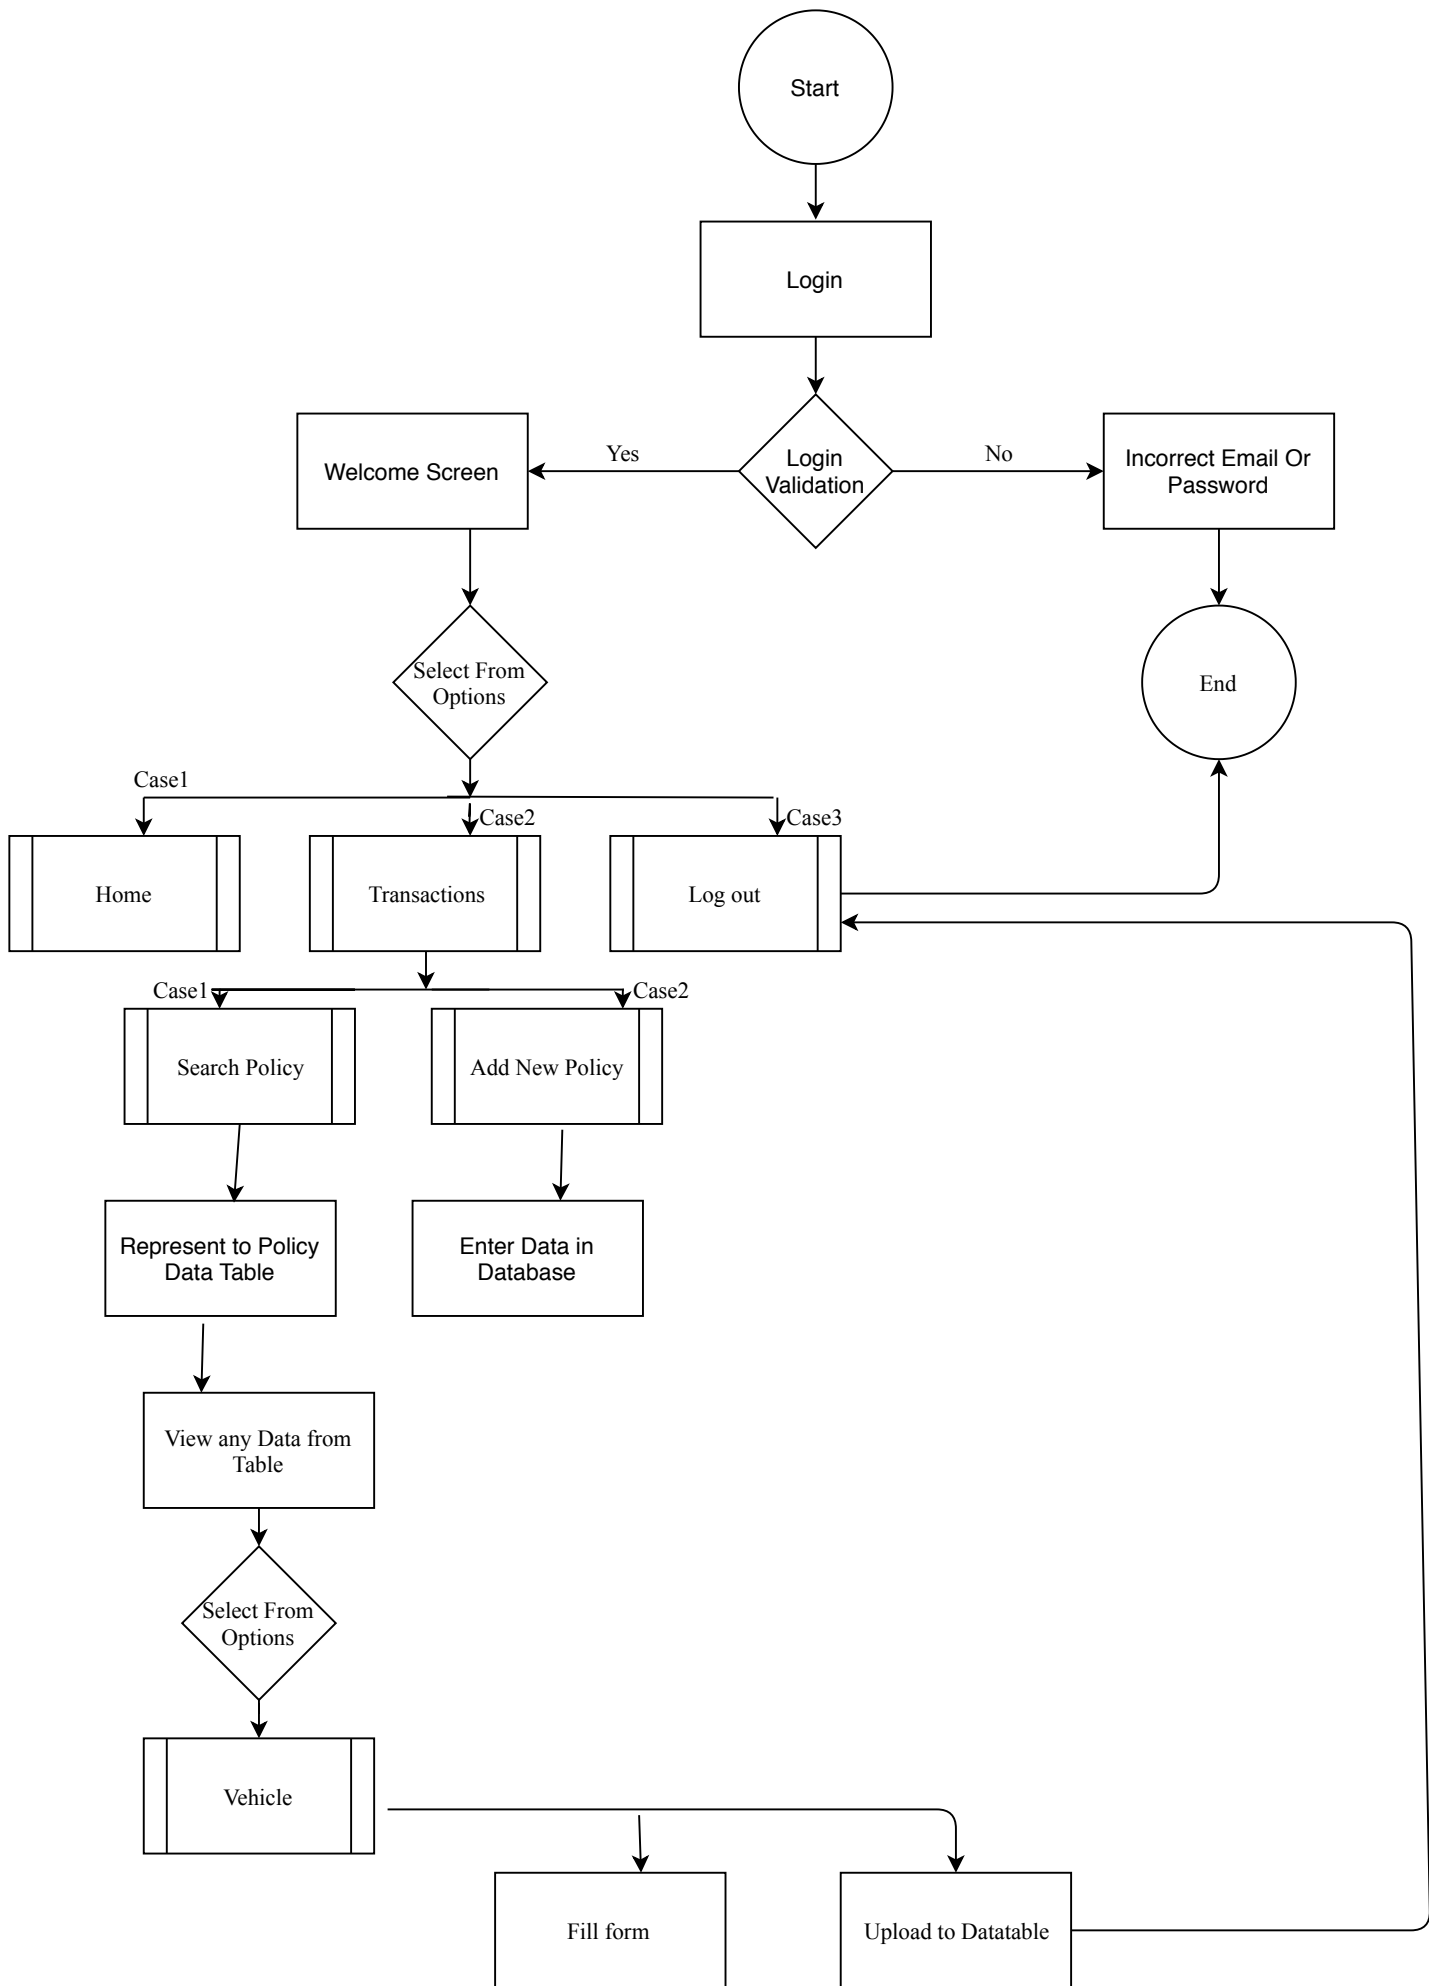 Start
Login
Yes
No
Welcome Screen
Login
Validation
Incorrect Email Or
Password
Select From
Options
End
Case1
Case2
Case3
Home
Transactions
Log out
Case1
Case2
Search Policy
Add New Policy
Represent to Policy
Data Table
Enter Data in
Database
View any Data from
Table
Select From
Options
Vehicle
Fill form
Upload to Datatable